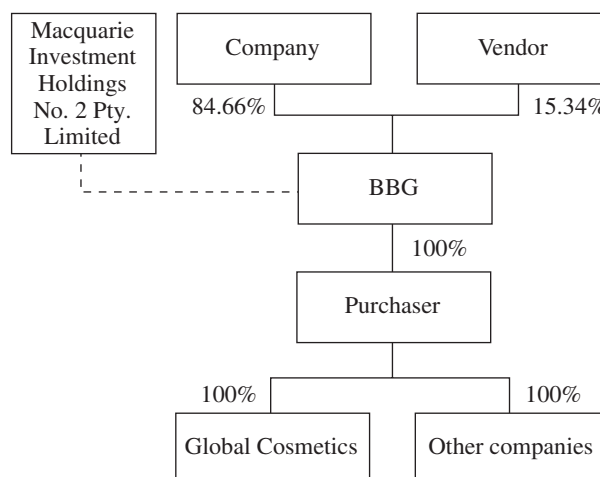 Macquarie
Investment
Holdings
No. 2 Pty.
Limited
Company
Vendor
84.66%
15.34%
BBG
100%
Purchaser
100%
100%
Global Cosmetics
Other companies